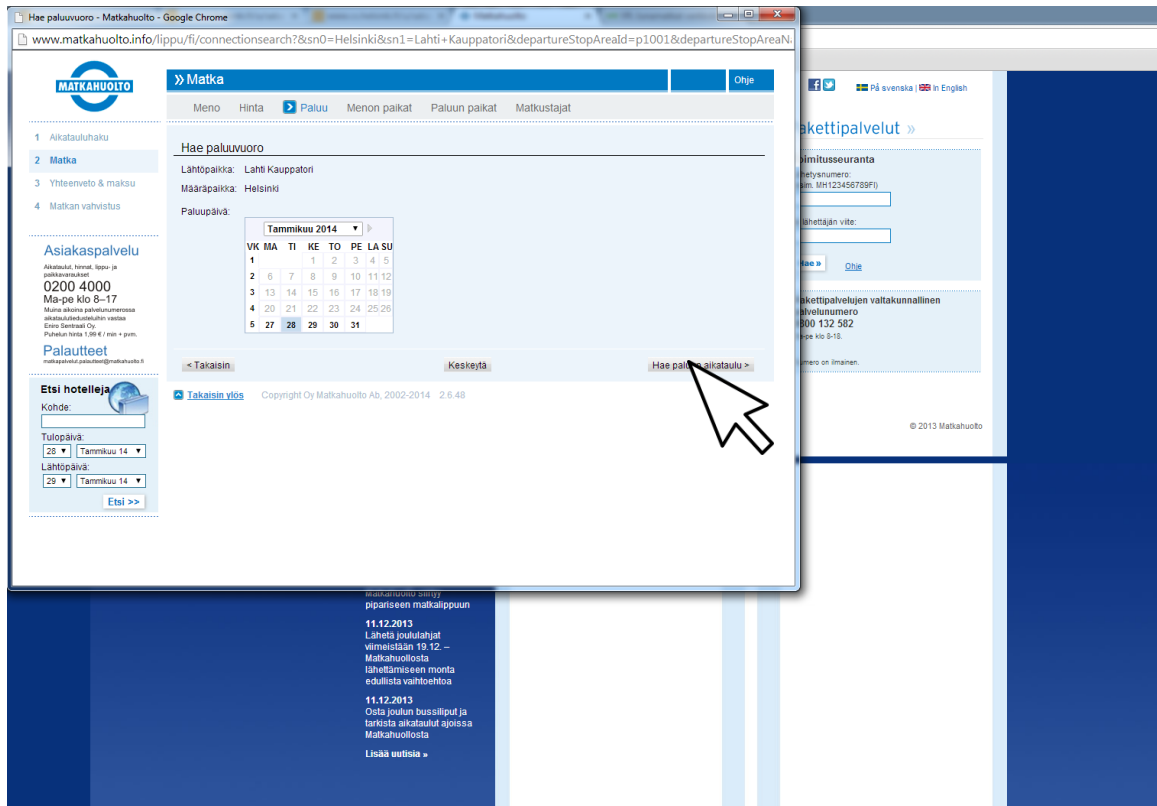 Hae paluuvuoro - Matkahuolto - Google Chrome
www.matkahuolto.info/lippu/fi/connectionsearch?&sn0=Helsinki&sn1=Lahti+Kauppatori&departureStopAreaId=p1001&departureStopAreaN
MATKAHUOLTO
» Matka
Ohje
Meno Hinta Paluu Menon paikat Paluun paikat Matkustajat
1 Aikatauluhaku
2 Matka
3 Yhteenveto & maksu
4 Matkan vahvistus
Hae paluuvuoro
Lähtöpaikka: Lahti Kauppatori
Määräpaikka: Helsinki
Paluupäivä:
Tammikuu 2014
VK MA TI KE TO PE LA SU
1 1 2 3 4 5
2 6 7 8 9 10 11 12
3 13 14 15 16 17 18 19
4 20 21 22 23 24 25 26
5 27 28 29 30 31
< Takaisin
Keskeytä
Hae paluun aikataulu >
Takaisin ylös
Copyright Oy Matkahuolto Ab, 2002-2014 2.6.48
Asiakaspalvelu
Aikataulut, hinnat, lippu- ja
paikkavaraukset
0200 4000
Ma-pe klo 8–17
Muina aikoina palvelunumerossa
aikataulutiedusteluihin vastaa
Eniro Sentraali Oy.
Puhelun hinta 1,99 € / min + pvm.
Palautteet
matkapalvelut.palautteet@matkahuolto.fi
Etsi hotelleja
Kohde:
Tulopäivä:
28 Tammikuu 14
Lähtöpäivä:
29 Tammikuu 14
Etsi >>
På svenska | In English
akettipalvelut »
oimitusseuranta
hetysnumero:
aim. MH123456789FI)
lähettäjän viite:
Hae »
Ohje
akettipalvelujen valtakunnallinen
alvelunumero
800 132 582
a-pe klo 8-18.
umero on ilmainen.
© 2013 Matkahuolto
Matkahuolto siirtyy
pipariseen matkalippuun
11.12.2013
Lähetä joululahjat
viimeistään 19.12. –
Matkahuollosta
lähettämiseen monta
edullista vaihtoehtoa
11.12.2013
Osta joulun bussiliput ja
tarkista aikataulut ajoissa
Matkahuollosta
Lisää uutisia »